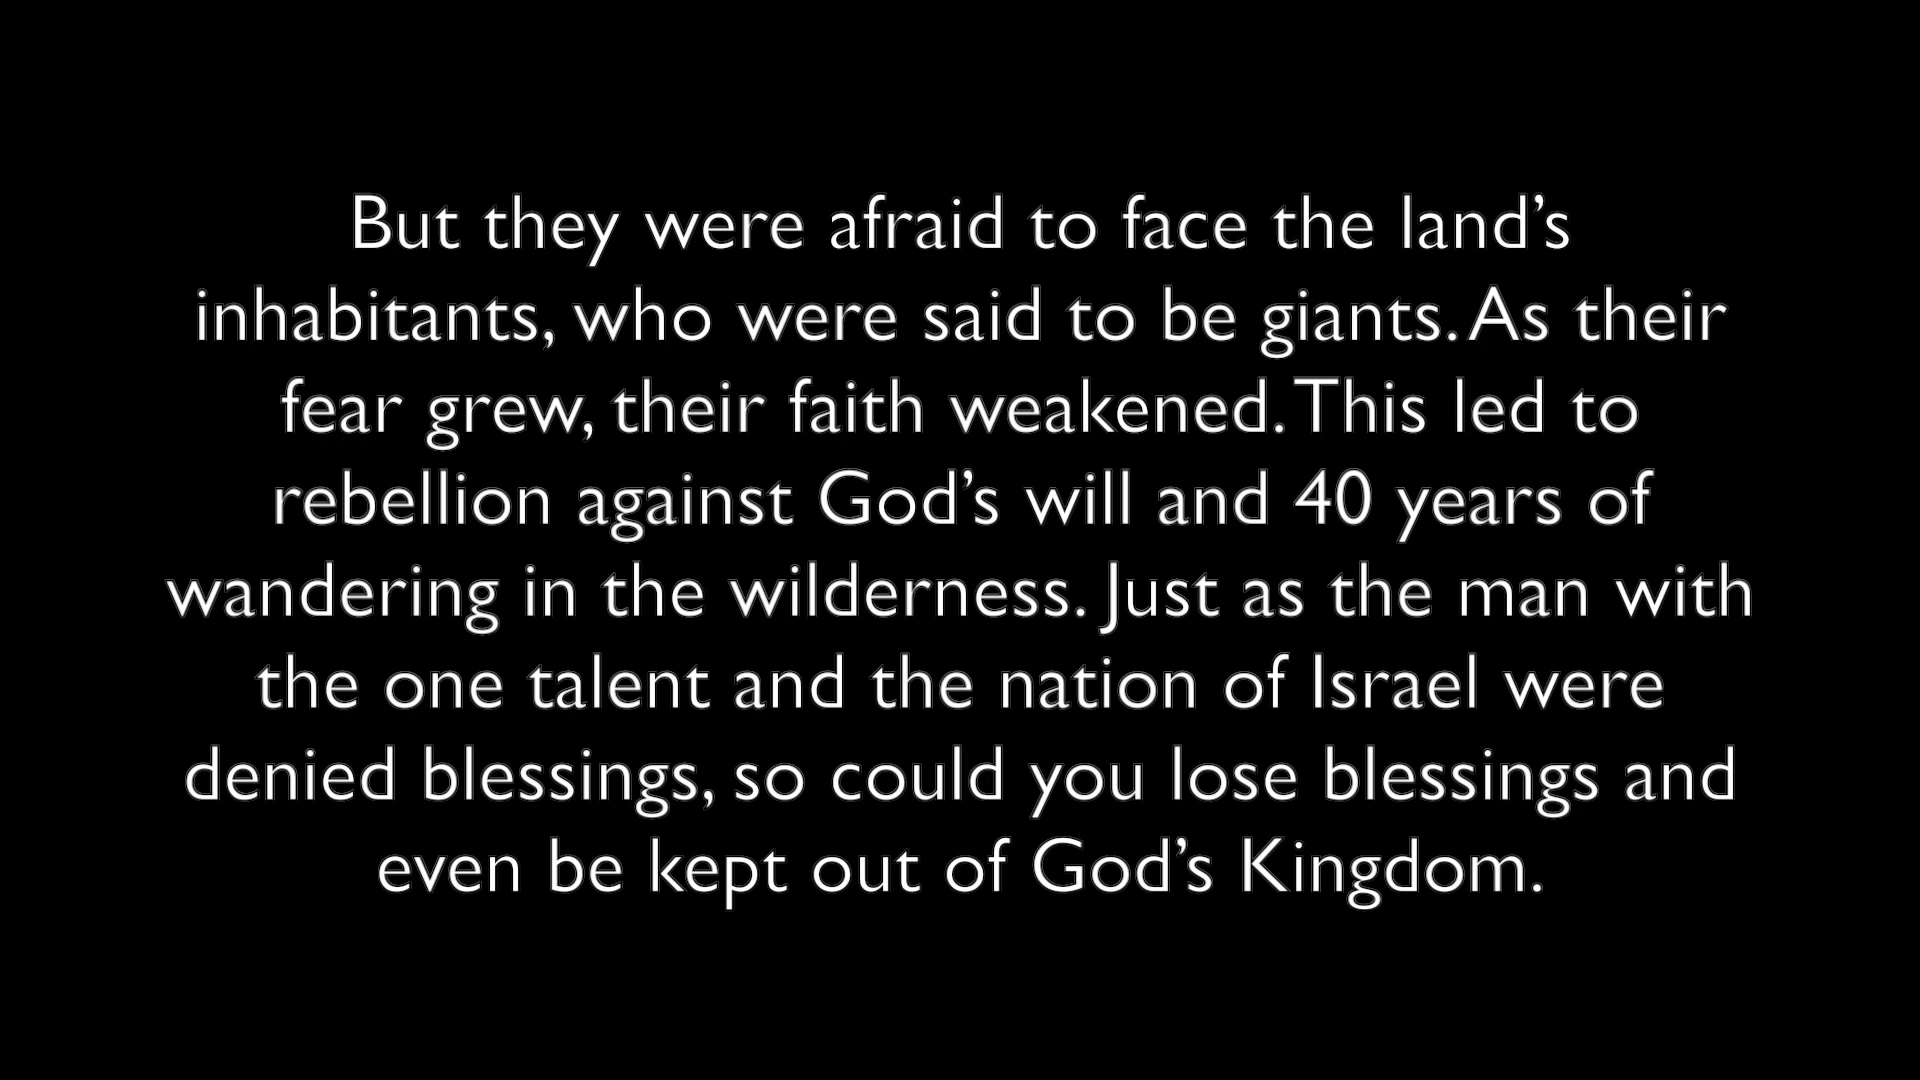 But they were afraid to face the land’s
inhabitants, who were said to be giants. As their
fear grew, their faith weakened. This led to
rebellion against God’s will and 40 years of
wandering in the wilderness. Just as the man with
the one talent and the nation of Israel were
denied blessings, so could you lose blessings and
even be kept out of God’s Kingdom.